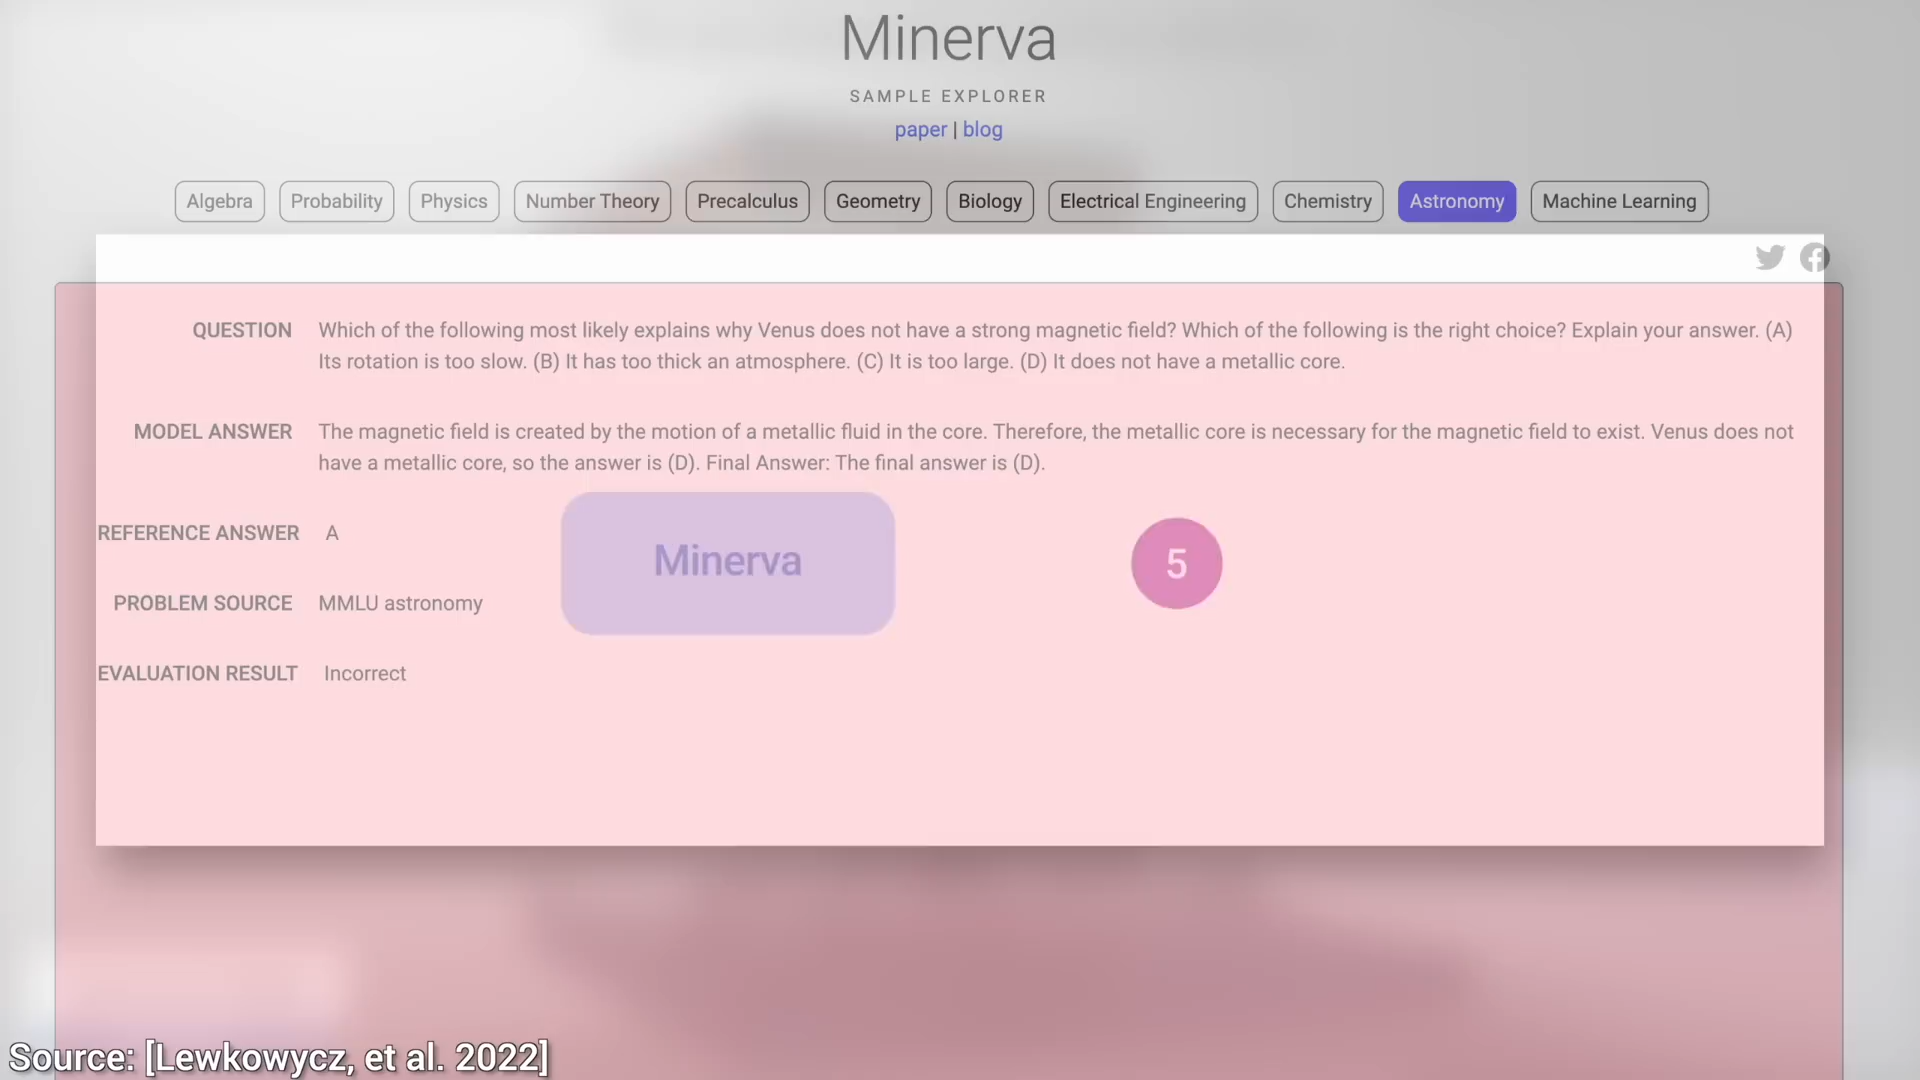 Minerva
SAMPLE EXPLORER
paper | blog
Algebra Probability Physics Number Theory Precalculus Geometry Biology Electrical Engineering Chemistry Astronomy Machine Learning
QUESTION Which of the following most likely explains why Venus does not have a strong magnetic field? Which of the following is the right choice? Explain your answer. (A)
Its rotation is too slow. (B) It has too thick an atmosphere. (C) It is too large. (D) It does not have a metallic core.
MODEL ANSWER The magnetic field is created by the motion of a metallic fluid in the core. Therefore, the metallic core is necessary for the magnetic field to exist. Venus does not
have a metallic core, so the answer is (D). Final Answer: The final answer is (D).
REFERENCE ANSWER A
Minerva
5
PROBLEM SOURCE MMLU astronomy
EVALUATION RESULT Incorrect
Source: [Lewkowycz, et al. 2022]